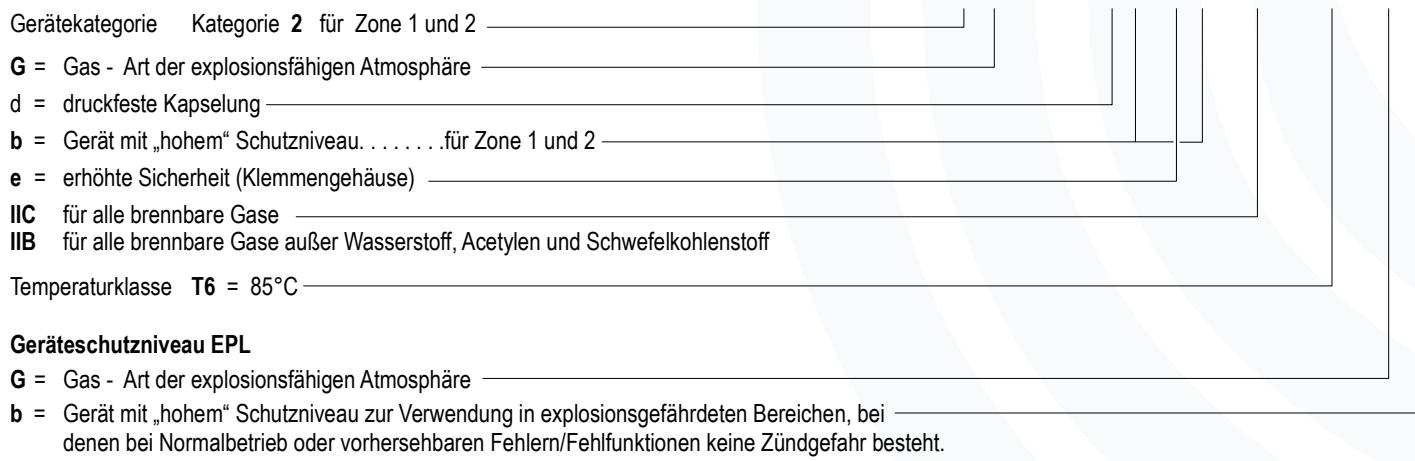 Gerätekategorie Kategorie 2 für Zone 1 und 2
G = Gas - Art der explosionsfähigen Atmosphäre
d = druckfeste Kapselung
b = Gerät mit „hohem“ Schutzniveau. . . . . . . .für Zone 1 und 2
e = erhöhte Sicherheit (Klemmengehäuse)
IIC für alle brennbare Gase
IIB für alle brennbare Gase außer Wasserstoff, Acetylen und Schwefelkohlenstoff
Temperaturklasse T6 = 85°C
Geräteschutzniveau EPL
G = Gas - Art der explosionsfähigen Atmosphäre
b = Gerät mit „hohem“ Schutzniveau zur Verwendung in explosionsgefährdeten Bereichen, bei
denen bei Normalbetrieb oder vorhersehbaren Fehlern/Fehlfunktionen keine Zündgefahr besteht.